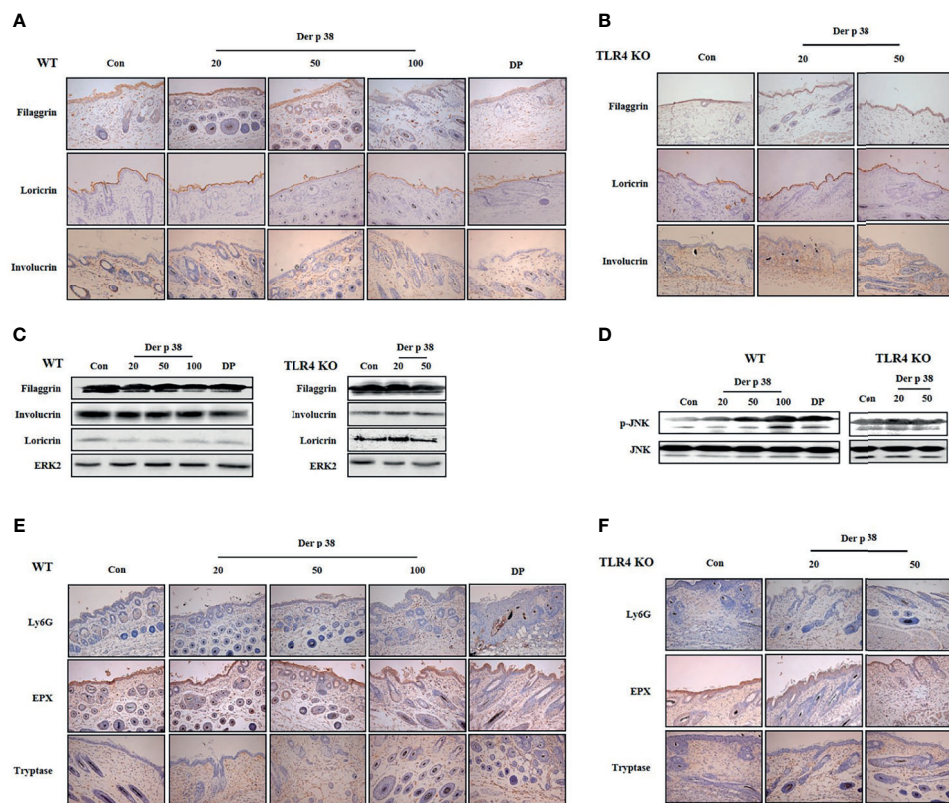 A
Der p 38
WT
Con
20
50
100
DP
Filaggrin
Loricrin
Involucrin
B
Der p 38
TLR4 KO
Con
20
50
Filaggrin
Loricrin
Involucrin
C
Der p 38
WT
Con
20
50
100
DP
Filaggrin
Involucrin
Loricrin
ERK2
Der p 38
TLR4 KO
Con
20
50
Filaggrin
Involucrin
Loricrin
ERK2
D
WT
Der p 38
Con
20
50
100
DP
p-JNK
JNK
TLR4 KO
Der p 38
Con
20
50
E
Der p 38
WT
Con
20
50
100
DP
Ly6G
EPX
Tryptase
F
Der p 38
TLR4 KO
Con
20
50
Ly6G
EPX
Tryptase